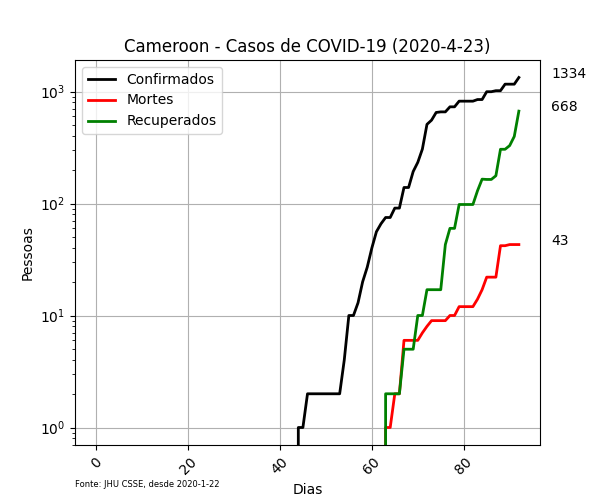 Cameroon - Casos de COVID-19 (2020-4-23)
Confirmados
Mortes
Recuperados
1334
668
43
10³
10²
10¹
10⁰
Pessoas
0
20
40
60
80
Dias
Fonte: JHU CSSE, desde 2020-1-22